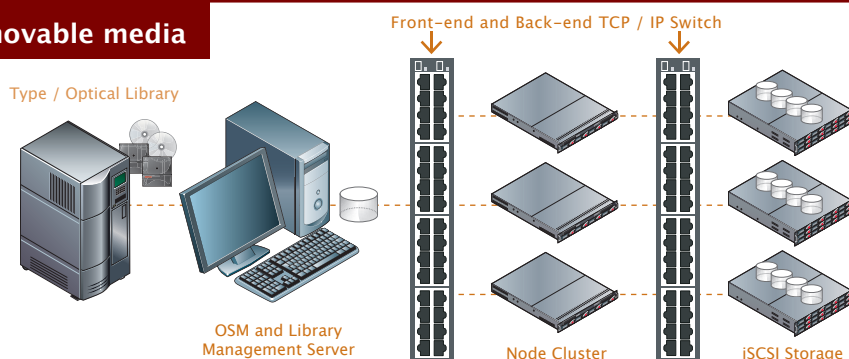 Front-end and Back-end TCP / IP Switch
movable media
Type / Optical Library
OSM and Library
Management Server
Node Cluster
iSCSI Storage